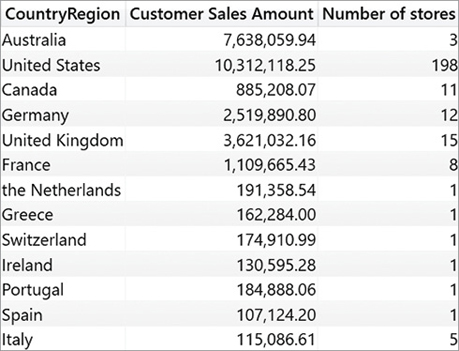 CountryRegion Customer Sales Amount Number of stores
Australia 7,638,059.94 3
United States 10,312,118.25 198
Canada 885,208.07 11
Germany 2,519,890.80 12
United Kingdom 3,621,032.16 15
France 1,109,665.43 8
the Netherlands 191,358.54 1
Greece 162,284.00 1
Switzerland 174,910.99 1
Ireland 130,595.28 1
Portugal 184,888.06 1
Spain 107,124.20 1
Italy 115,086.61 5